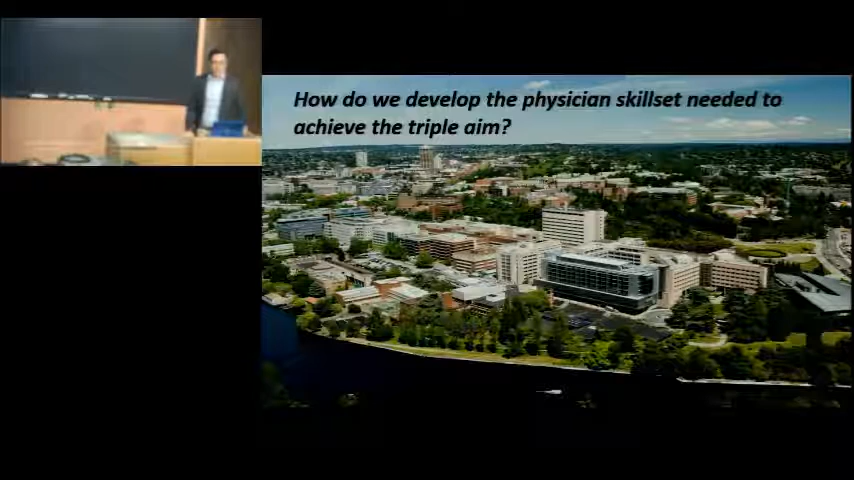 How do we develop the physician skillset needed to
achieve the triple aim?